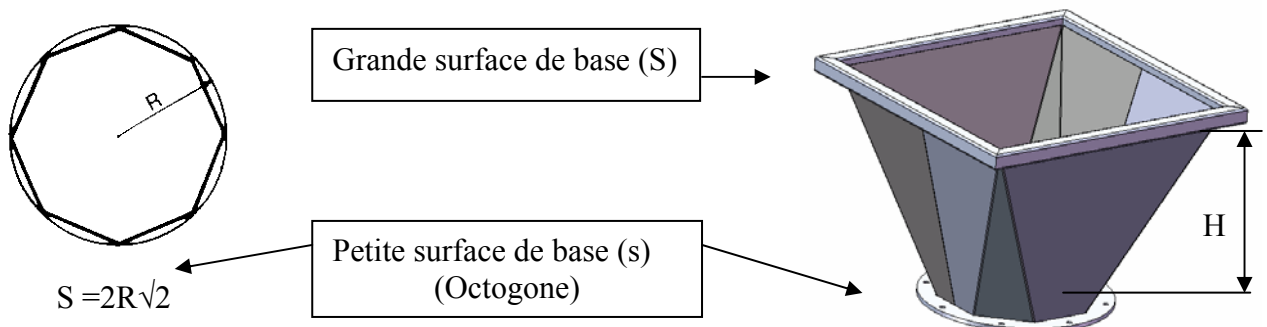 R
S =2R√2
Grande surface de base (S)
Petite surface de base (s)
(Octogone)
H